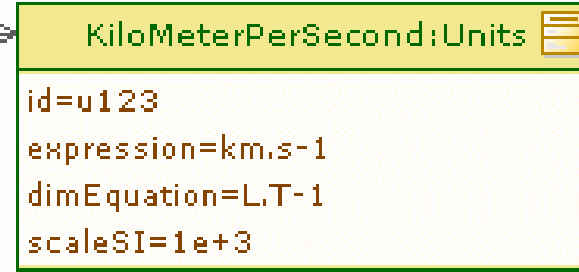 KiloMeterPerSecond:Units
id=u123
expression=km.s-1
dimEquation=L.T-1
scaleSI=1e+3